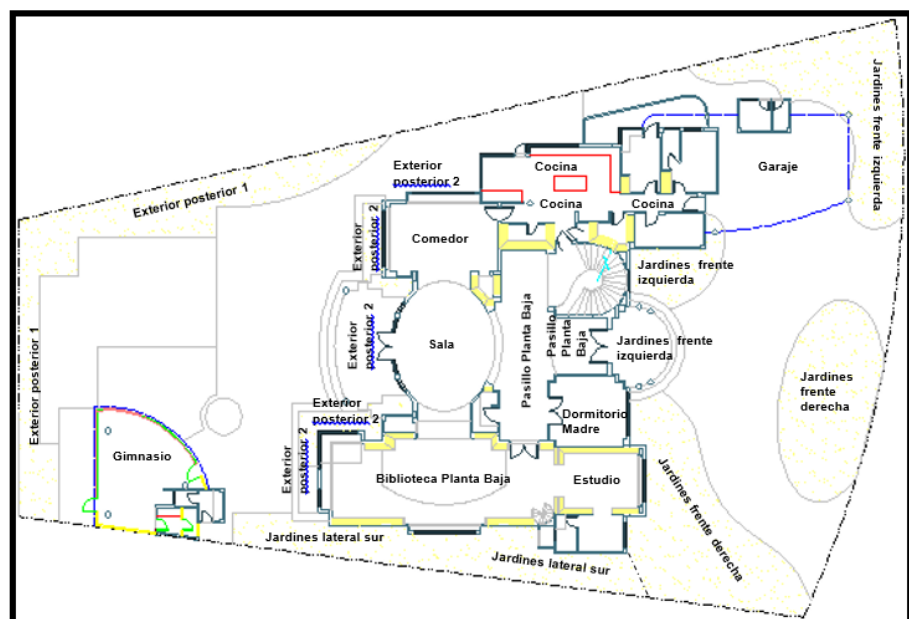 Jardines frente
izquierda
Cocina
Garaje
Exterior
posterior 2
Exterior posterior 1
Cocina
Cocina
Comedor
Exterior
posterior 2
Jardines frente
izquierda
Exterior
posterior 2
Sala
Pasillo Planta Baja
Pasillo
Planta
Baja
Jardines frente
izquierda
Exterior posterior 1
Jardines
frente
derecha
Exterior
posterior 2
Dormitorio
Madre
Gimnasio
Exterior
posterior 2
Biblioteca Planta Baja
Estudio
Jardines frente derecha
Jardines lateral sur
Jardines lateral sur